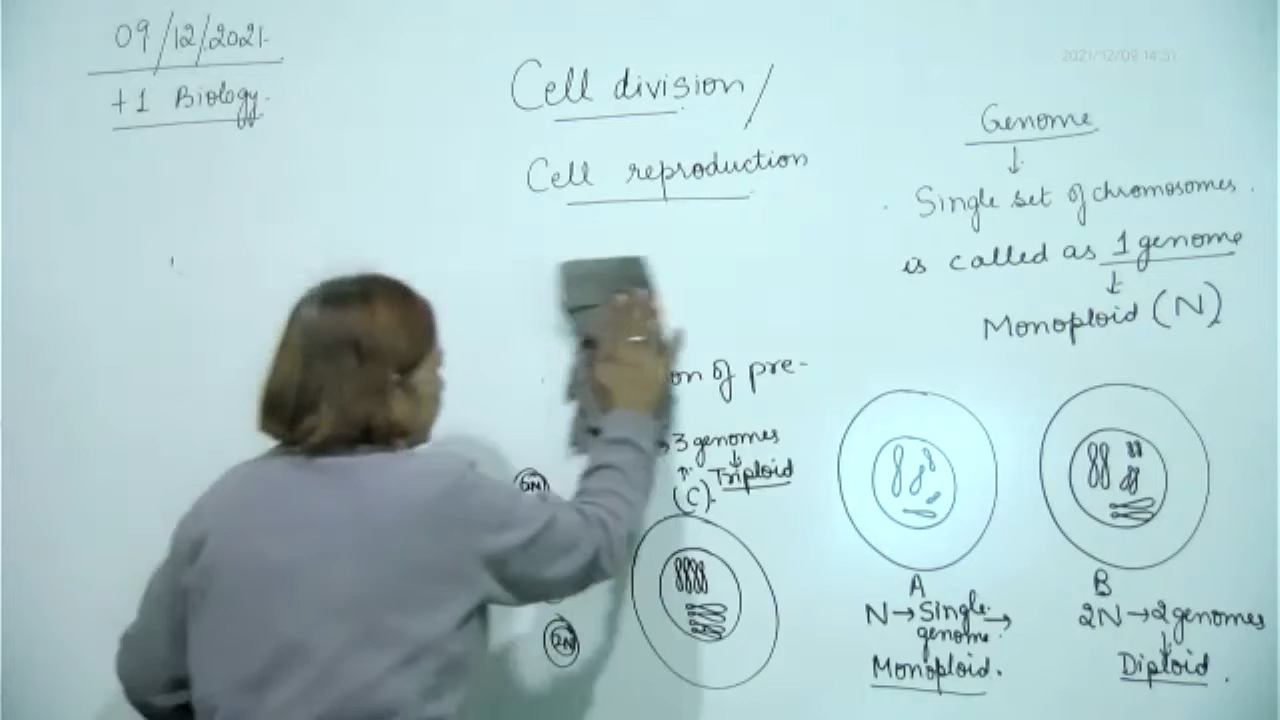 09/12/2021.
+1 Biology.
2021/12/09 14:31
Cell division/
Cell reproduction
Genome
↓
Single set of chromosomes.
is called as 1 genome
↓
Monoploid (N)
on of pre-
3 genomes
↓
Triploid
(C).
2N
A
N → Single →
genome.
Monoploid.
B
2N → 2 genomes
↓
Diploid.